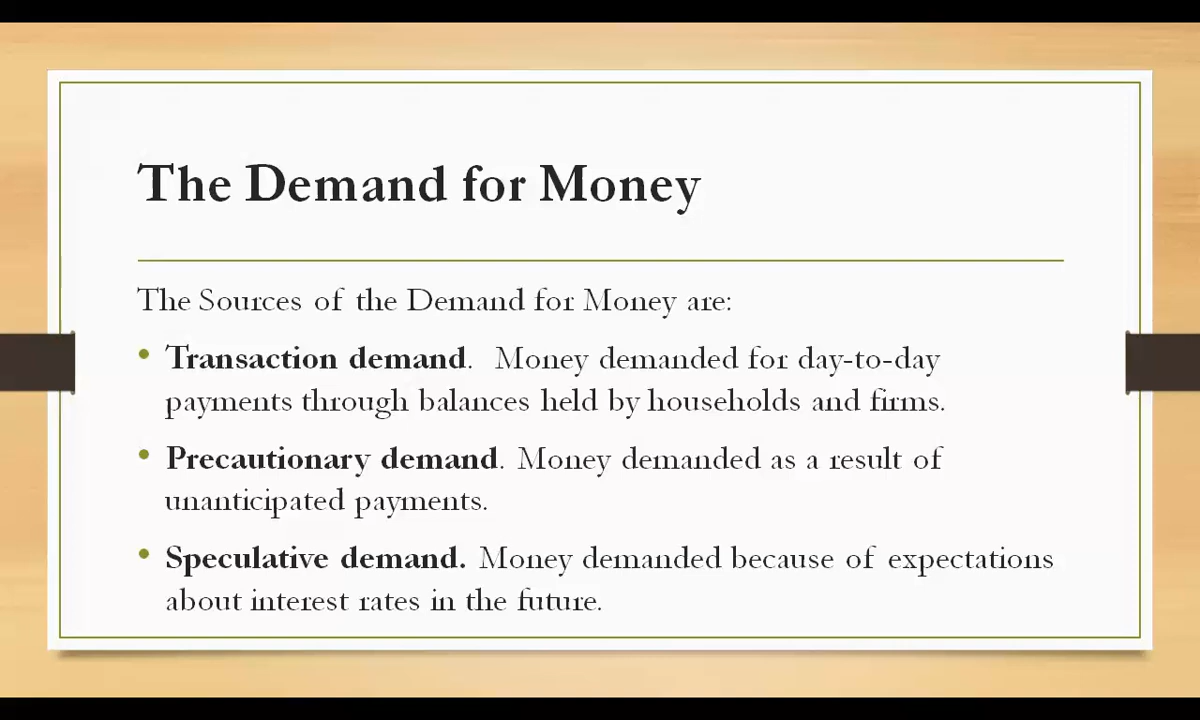 The Demand for Money
The Sources of the Demand for Money are:
• Transaction demand. Money demanded for day-to-day
payments through balances held by households and firms.
• Precautionary demand. Money demanded as a result of
unanticipated payments.
• Speculative demand. Money demanded because of expectations
about interest rates in the future.